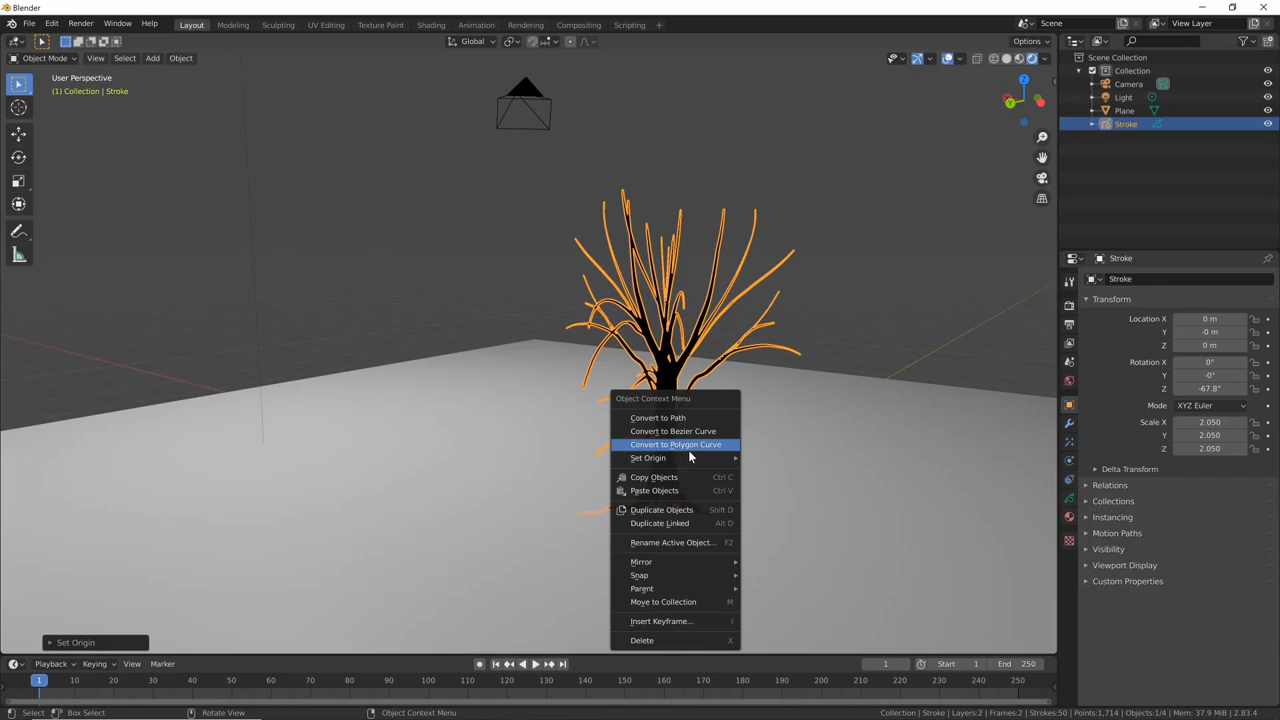 Blender
File Edit Render Window Help Layout Modeling Sculpting UV Editing Texture Paint Shading Animation Rendering Compositing Scripting + Scene View Layer
Global Options
Object Mode View Select Add Object
User Perspective
(1) Collection | Stroke
Z
Y
Scene Collection
Collection
Camera
Light
Plane
Stroke
Stroke
Stroke
Transform
Location X 0 m
Y -0 m
Z 0 m
Rotation X 0°
Y -0°
Z -67.8°
Mode XYZ Euler
Scale X 2.050
Y 2.050
Z 2.050
Delta Transform
Relations
Collections
Instancing
Motion Paths
Visibility
Viewport Display
Custom Properties
Object Context Menu
Convert to Path
Convert to Bezier Curve
Convert to Polygon Curve
Set Origin
Copy Objects Ctrl C
Paste Objects Ctrl V
Duplicate Objects Shift D
Duplicate Linked Alt D
Rename Active Object... F2
Mirror
Snap
Parent
Move to Collection M
Insert Keyframe... I
Delete X
Set Origin
Playback Keying View Marker 1 Start 1 End 250
1 10 20 30 40 50 60 70 80 90 100 110 120 130 140 150 160 170 180 190 200 210 220 230 240 250
Select Box Select Rotate View Object Context Menu Collection | Stroke | Layers:2 | Frames:2 | Strokes:50 | Points:1,714 | Objects:1/4 | Mem: 37.9 MiB | 2.83.4